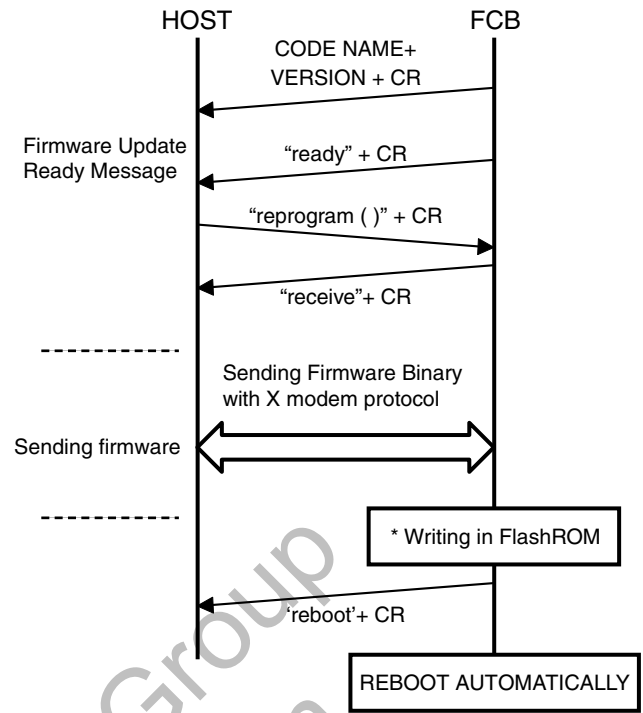 HOST
FCB
CODE NAME+
VERSION + CR
Firmware Update
Ready Message
“ready” + CR
“reprogram ( )” + CR
“receive”+ CR
Sending Firmware Binary
with X modem protocol
Sending firmware
* Writing in FlashROM
‘reboot’+ CR
REBOOT AUTOMATICALLY
Group